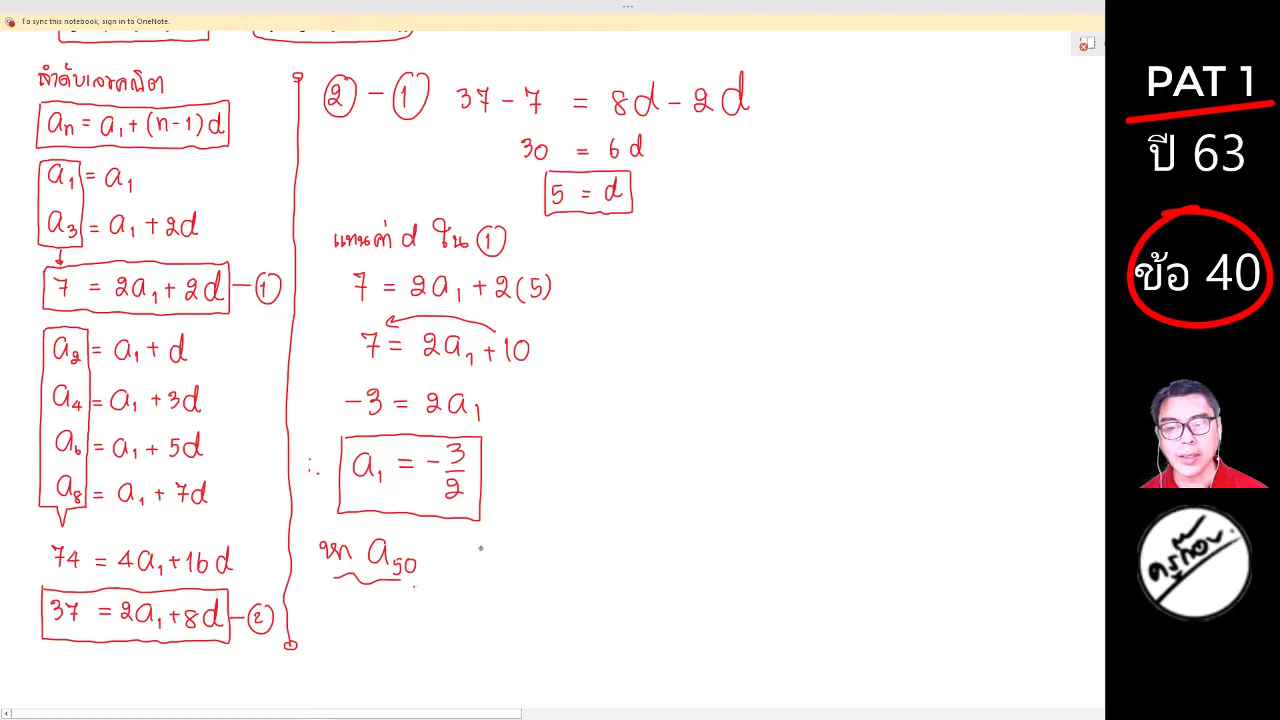 To sync this notebook, sign in to OneNote.
ลำดับเลขคณิต
aₙ = a₁ + (n-1)d
a₁ = a₁
a₃ = a₁ + 2d
7 = 2a₁ + 2d — ①
a₂ = a₁ + d
a₄ = a₁ + 3d
a₆ = a₁ + 5d
a₈ = a₁ + 7d
74 = 4a₁ + 16d
37 = 2a₁ + 8d — ②
② - ① 37 - 7 = 8d - 2d
30 = 6d
5 = d
แทนค่า d ใน ①
7 = 2a₁ + 2(5)
7 = 2a₁ + 10
-3 = 2a₁
∴ a₁ = -3/2
หา a₅₀
PAT 1
ปี 63
ข้อ 40
ครูก้อบ.